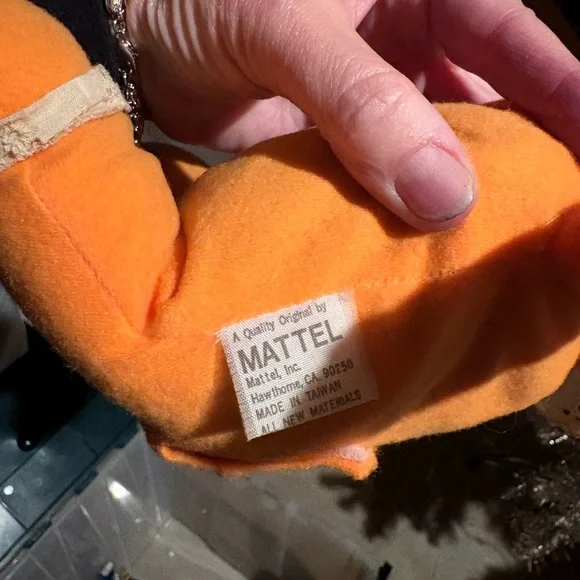 A Quality Original by
MATTEL
Mattel, Inc.
Hawthorne, CA. 90250
MADE IN TAIWAN
ALL NEW MATERIALS